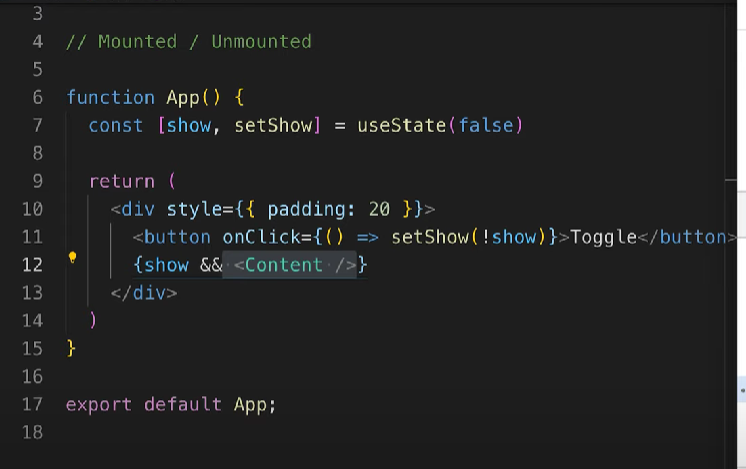 3
4 // Mounted / Unmounted
5
6 function App() {
7 const [show, setShow] = useState(false)
8
9 return (
10 <div style={{ padding: 20 }}>
11 <button onClick={() => setShow(!show)}>Toggle</button>
12 {show && <Content />}
13 </div>
14 )
15 }
16
17 export default App;
18